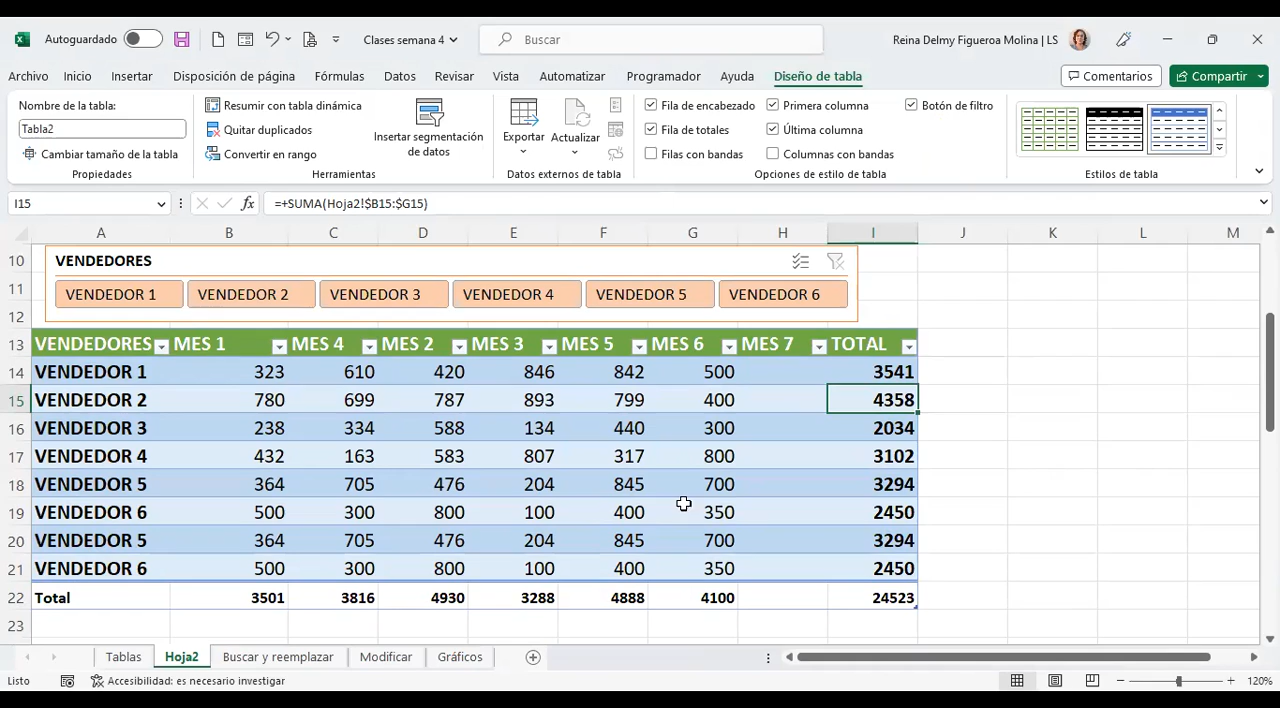 Autoguardado Clases semana 4 Buscar Reina Delmy Figueroa Molina | LS
Archivo Inicio Insertar Disposición de página Fórmulas Datos Revisar Vista Automatizar Programador Ayuda Diseño de tabla Comentarios Compartir
Nombre de la tabla: Resumir con tabla dinámica Fila de encabezado Primera columna Botón de filtro
Tabla2 Quitar duplicados Insertar segmentación de datos Exportar Actualizar Fila de totales Última columna
Cambiar tamaño de la tabla Convertir en rango Filas con bandas Columnas con bandas
Propiedades Herramientas Datos externos de tabla Opciones de estilo de tabla Estilos de tabla
I15 fx =+SUMA(Hoja2!$B15:$G15)
A B C D E F G H I J K L M
10 VENDEDORES
11 VENDEDOR 1 VENDEDOR 2 VENDEDOR 3 VENDEDOR 4 VENDEDOR 5 VENDEDOR 6
12
13 VENDEDORES MES 1 MES 4 MES 2 MES 3 MES 5 MES 6 MES 7 TOTAL
14 VENDEDOR 1 323 610 420 846 842 500 3541
15 VENDEDOR 2 780 699 787 893 799 400 4358
16 VENDEDOR 3 238 334 588 134 440 300 2034
17 VENDEDOR 4 432 163 583 807 317 800 3102
18 VENDEDOR 5 364 705 476 204 845 700 3294
19 VENDEDOR 6 500 300 800 100 400 350 2450
20 VENDEDOR 5 364 705 476 204 845 700 3294
21 VENDEDOR 6 500 300 800 100 400 350 2450
22 Total 3501 3816 4930 3288 4888 4100 24523
23
Tablas Hoja2 Buscar y reemplazar Modificar Gráficos
Listo Accesibilidad: es necesario investigar 120%